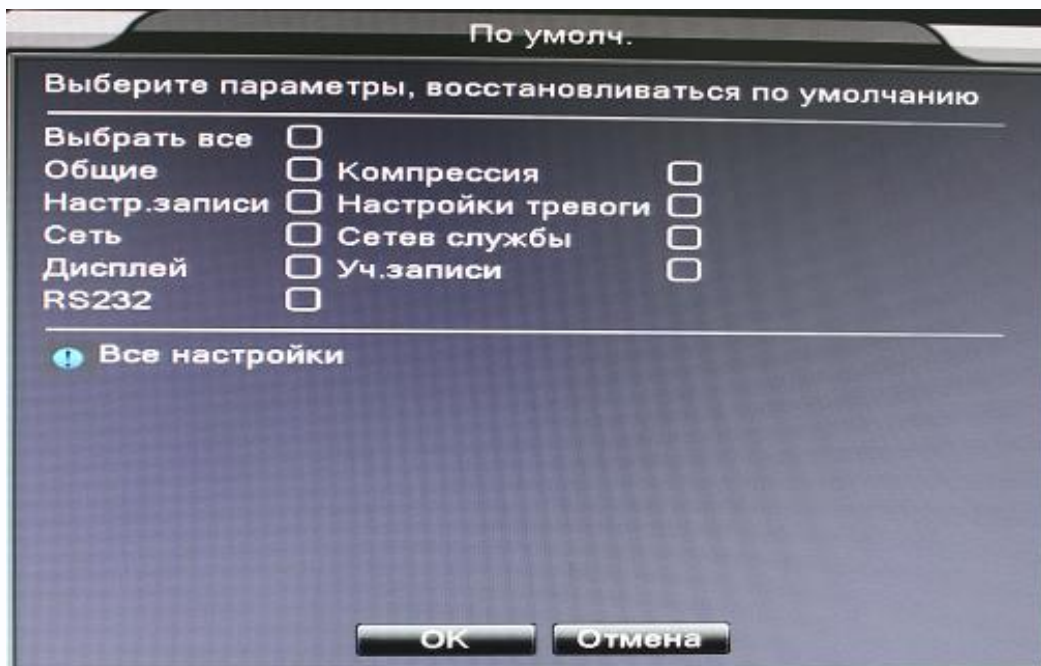 По умолч.
Выберите параметры, восстановливаться по умолчанию
Выбрать все
Общие Компрессия
Настр.записи Настройки тревоги
Сеть Сетев службы
Дисплей Уч.записи
RS232
Все настройки
OK Отмена